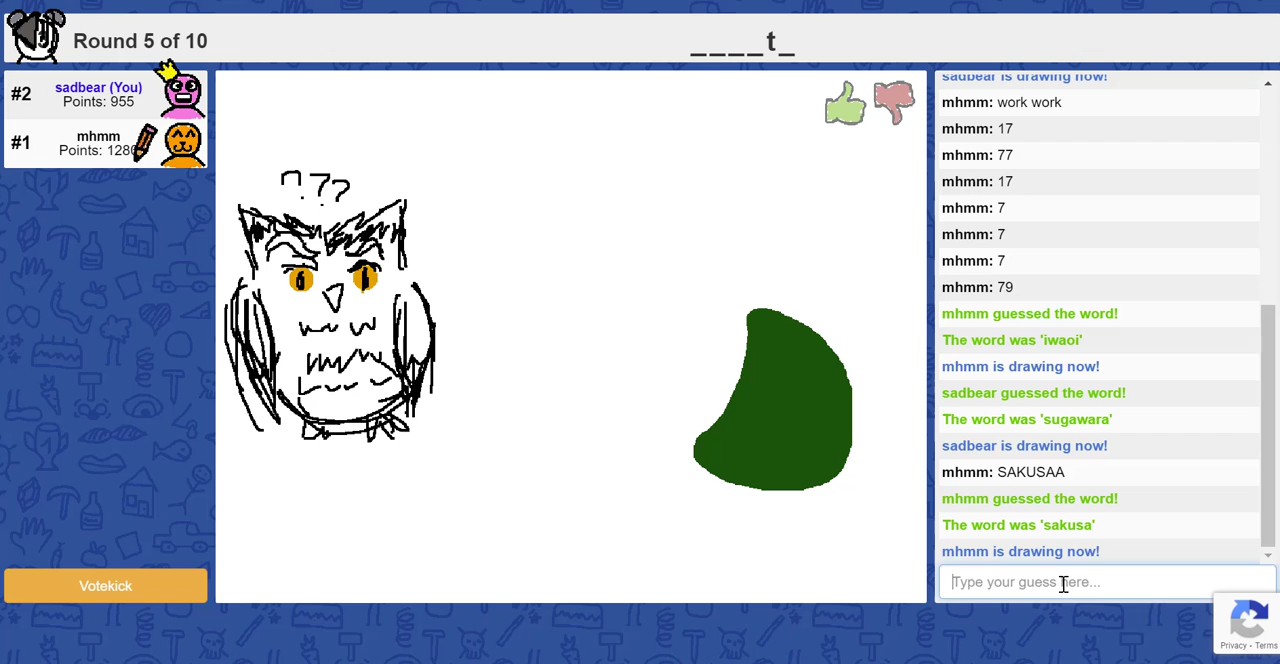 Round 5 of 10
____t_
#2
sadbear (You)
Points: 955
#1
mhmm
Points: 1280
???
sadbear is drawing now!
mhmm: work work
mhmm: 17
mhmm: 77
mhmm: 17
mhmm: 7
mhmm: 7
mhmm: 7
mhmm: 79
mhmm guessed the word!
The word was 'iwaoi'
mhmm is drawing now!
sadbear guessed the word!
The word was 'sugawara'
sadbear is drawing now!
mhmm: SAKUSAA
mhmm guessed the word!
The word was 'sakusa'
mhmm is drawing now!
Type your guess here...
Votekick
Privacy - Terms